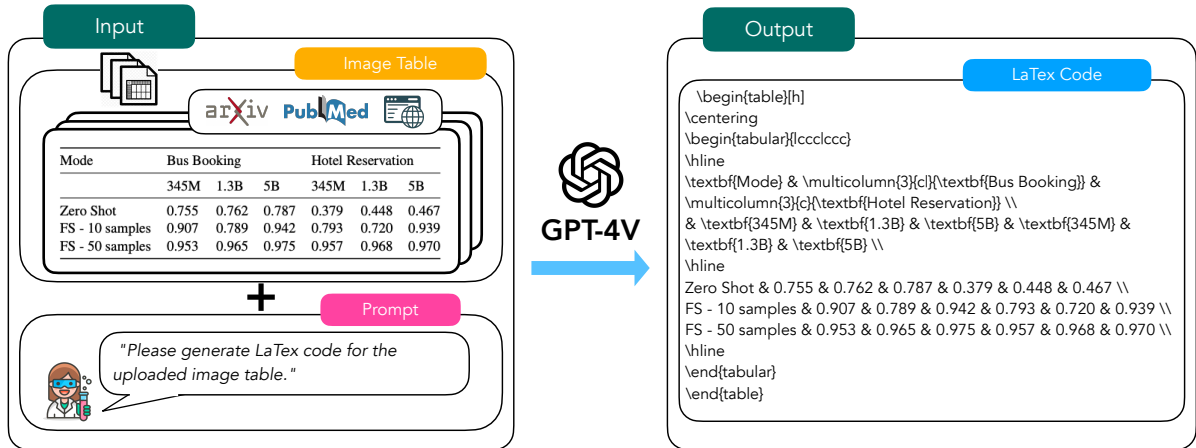 Input
Image Table
arXiv PubMed
Mode Bus Booking Hotel Reservation
345M 1.3B 5B 345M 1.3B 5B
Zero Shot 0.755 0.762 0.787 0.379 0.448 0.467
FS - 10 samples 0.907 0.789 0.942 0.793 0.720 0.939
FS - 50 samples 0.953 0.965 0.975 0.957 0.968 0.970
+
Prompt
"Please generate LaTex code for the
uploaded image table."
GPT-4V
Output
LaTex Code
\begin{table}[h]
\centering
\begin{tabular}{lccclccc}
\hline
\textbf{Mode} & \multicolumn{3}{cl}{\textbf{Bus Booking}} &
\multicolumn{3}{c}{\textbf{Hotel Reservation}} \\
& \textbf{345M} & \textbf{1.3B} & \textbf{5B} & \textbf{345M} &
\textbf{1.3B} & \textbf{5B} \\
\hline
Zero Shot & 0.755 & 0.762 & 0.787 & 0.379 & 0.448 & 0.467 \\
FS - 10 samples & 0.907 & 0.789 & 0.942 & 0.793 & 0.720 & 0.939 \\
FS - 50 samples & 0.953 & 0.965 & 0.975 & 0.957 & 0.968 & 0.970 \\
\hline
\end{tabular}
\end{table}